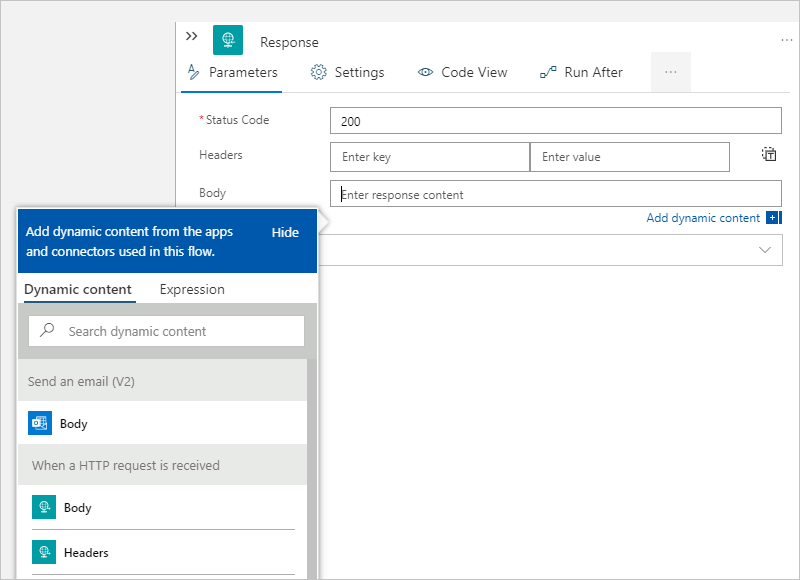 Response
Parameters Settings Code View Run After
*Status Code 200
Headers Enter key Enter value
Body Enter response content
Add dynamic content
Add dynamic content from the apps
and connectors used in this flow. Hide
Dynamic content Expression
Search dynamic content
Send an email (V2)
Body
When a HTTP request is received
Body
Headers